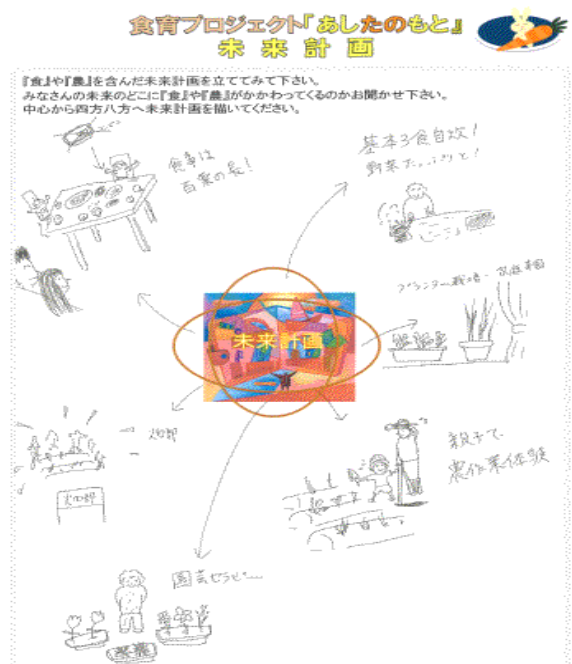 食育プロジェクト『あしたのもと』
未来計画
『食』や『農』を含んだ未来計画を立ててみて下さい。
みなさんの未来のどこに『食』や『農』がかかわってくるのかお聞かせ下さい。
中心から四方八方へ未来計画を描いてください。
食事は
百薬の長!
基本3食自炊!
野菜たっぷりと!
プランター栽培・家庭菜園
未来計画
親子で
農作業体験
園芸セラピー